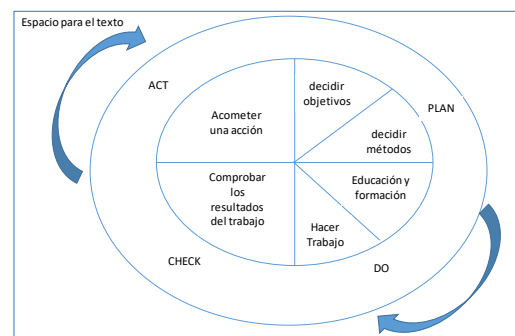 Espacio para el texto
ACT
decidir
objetivos
PLAN
Acometer
una acción
decidir
métodos
Comprobar
los
resultados
del trabajo
Educación y
formación
Hacer
Trabajo
CHECK
DO